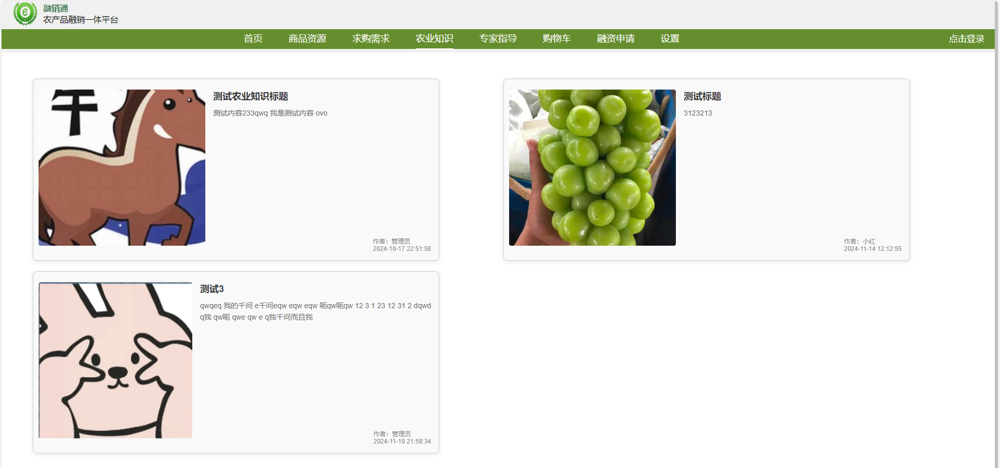 融销通
农产品融销一体平台
首页 商品资源 求购需求 农业知识 专家指导 购物车 融资申请 设置 点击登录
测试农业知识标题
测试内容233qwq 我是测试内容 ovo
作者：管理员
2024-10-17 22:51:58
测试标题
3123213
作者：小红
2024-11-14 12:12:55
测试3
qwqeq 我的千问 e千问eqw eqw eqw 呃qw呃qw 12 3 1 23 12 31 2 dqwd
q我 qw呃 qwe qw e q我千问而且我
作者：管理员
2024-11-19 21:58:34